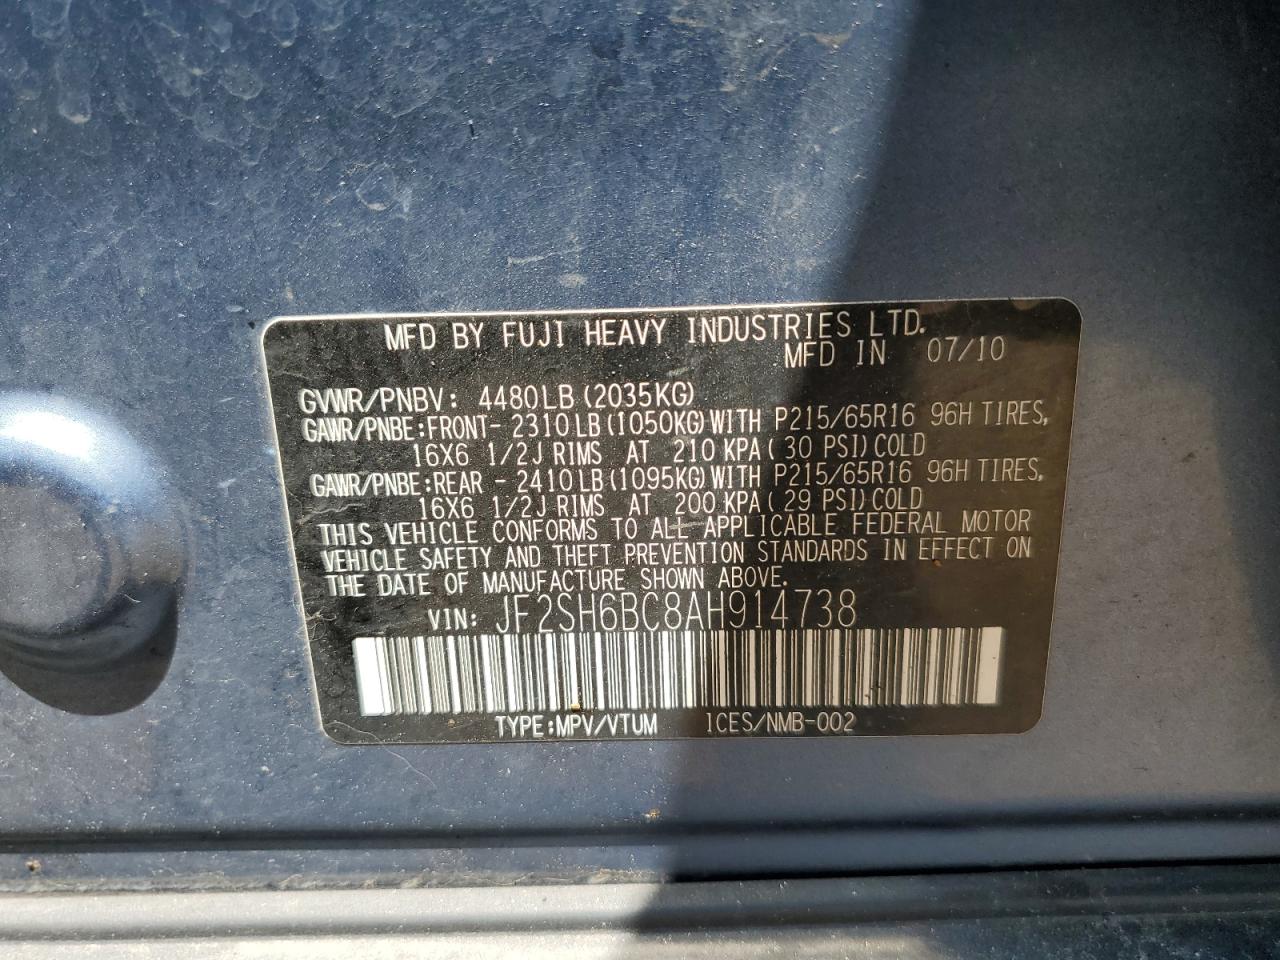 MFD BY FUJI HEAVY INDUSTRIES LTD.
MFD IN 07/10
GVWR/PNBV: 4480LB (2035KG)
GAWR/PNBE:FRONT- 2310LB (1050KG) WITH P215/65R16 96H TIRES,
16X6 1/2J RIMS AT 210 KPA ( 30 PSI) COLD
GAWR/PNBE:REAR - 2410LB (1095KG) WITH P215/65R16 96H TIRES,
16X6 1/2J RIMS AT 200 KPA ( 29 PSI) COLD
THIS VEHICLE CONFORMS TO ALL APPLICABLE FEDERAL MOTOR
VEHICLE SAFETY AND THEFT PREVENTION STANDARDS IN EFFECT ON
THE DATE OF MANUFACTURE SHOWN ABOVE.
VIN: JF2SH6BC8AH914738
TYPE:MPV/VTUM ICES/NMB-002